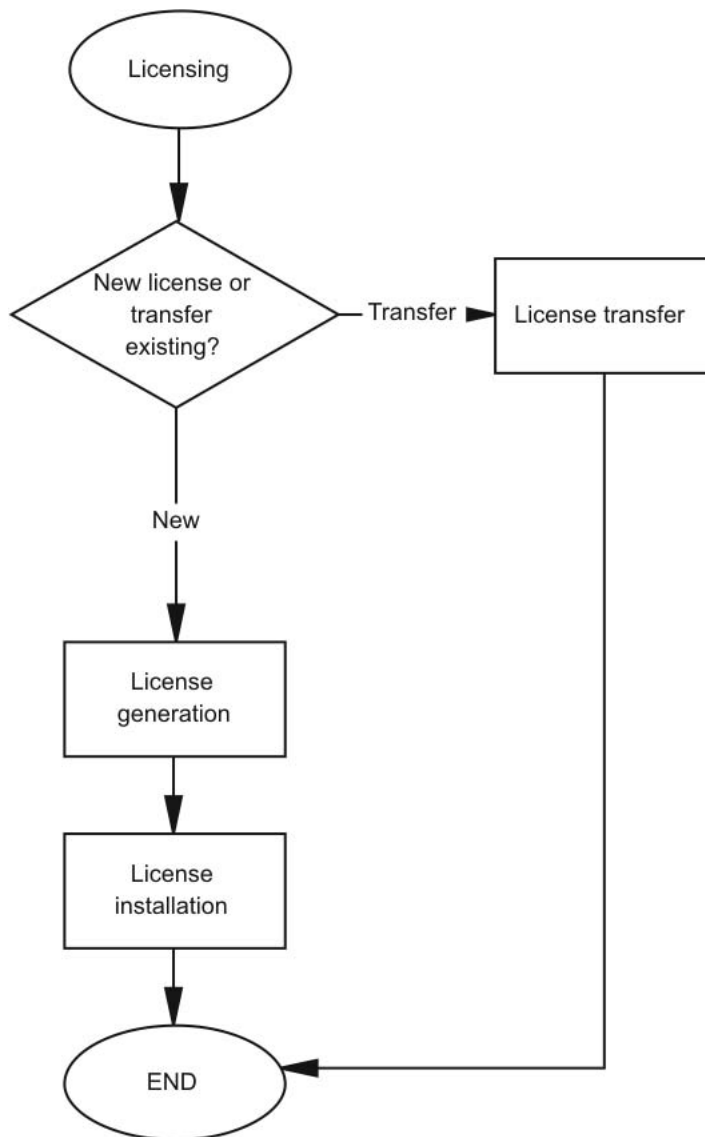 Licensing
New license or
transfer
existing?
Transfer
License transfer
New
License
generation
License
installation
END